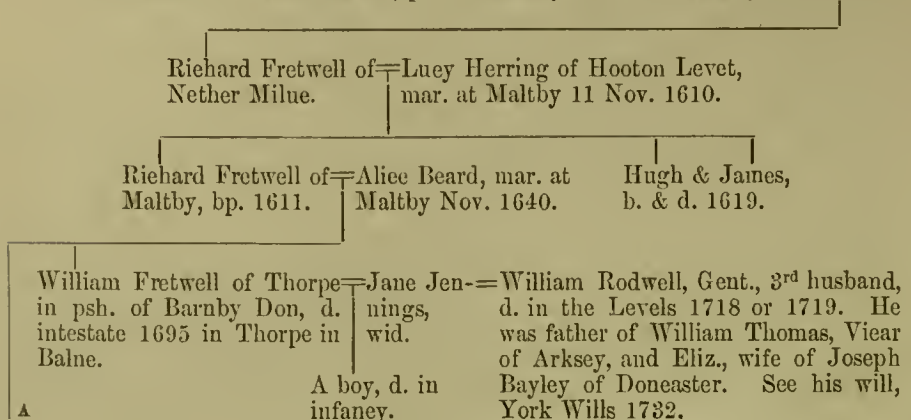 Richard Fretwell of=Lucy Herring of Hooton Levet,
Nether Milne. mar. at Maltby 11 Nov. 1610.
Richard Fretwell of=Alice Beard, mar. at
Maltby, bp. 1611. Maltby Nov. 1640.
Hugh & James,
b. & d. 1619.
William Fretwell of Thorpe=Jane Jen-=William Rodwell, Gent., 3rd husband,
in psh. of Barnby Don, d. nings, d. in the Levels 1718 or 1719. He
intestate 1695 in Thorpe in wid. was father of William Thomas, Vicar
Balne. of Arksey, and Eliz., wife of Joseph
A boy, d. in Bayley of Doncaster. See his will,
A infancy. York Wills 1732.